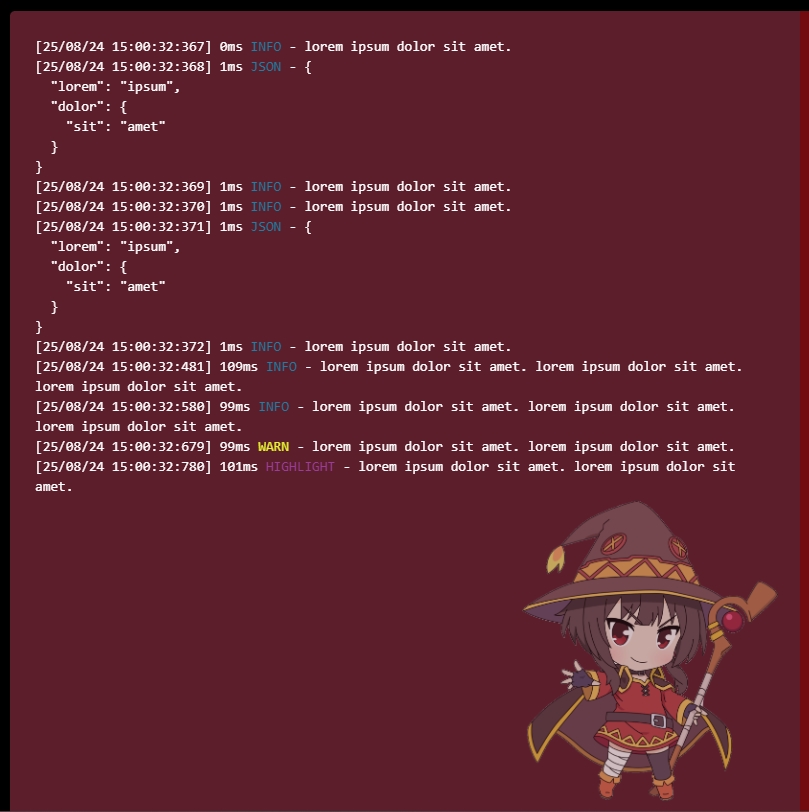 [25/08/24 15:00:32:367] 0ms INFO - lorem ipsum dolor sit amet.
[25/08/24 15:00:32:368] 1ms JSON - {
  "lorem": "ipsum",
  "dolor": {
    "sit": "amet"
  }
}
[25/08/24 15:00:32:369] 1ms INFO - lorem ipsum dolor sit amet.
[25/08/24 15:00:32:370] 1ms INFO - lorem ipsum dolor sit amet.
[25/08/24 15:00:32:371] 1ms JSON - {
  "lorem": "ipsum",
  "dolor": {
    "sit": "amet"
  }
}
[25/08/24 15:00:32:372] 1ms INFO - lorem ipsum dolor sit amet.
[25/08/24 15:00:32:481] 109ms INFO - lorem ipsum dolor sit amet. lorem ipsum dolor sit amet.
lorem ipsum dolor sit amet.
[25/08/24 15:00:32:580] 99ms INFO - lorem ipsum dolor sit amet. lorem ipsum dolor sit amet.
lorem ipsum dolor sit amet.
[25/08/24 15:00:32:679] 99ms WARN - lorem ipsum dolor sit amet. lorem ipsum dolor sit amet.
[25/08/24 15:00:32:780] 101ms HIGHLIGHT - lorem ipsum dolor sit amet. lorem ipsum dolor sit
amet.